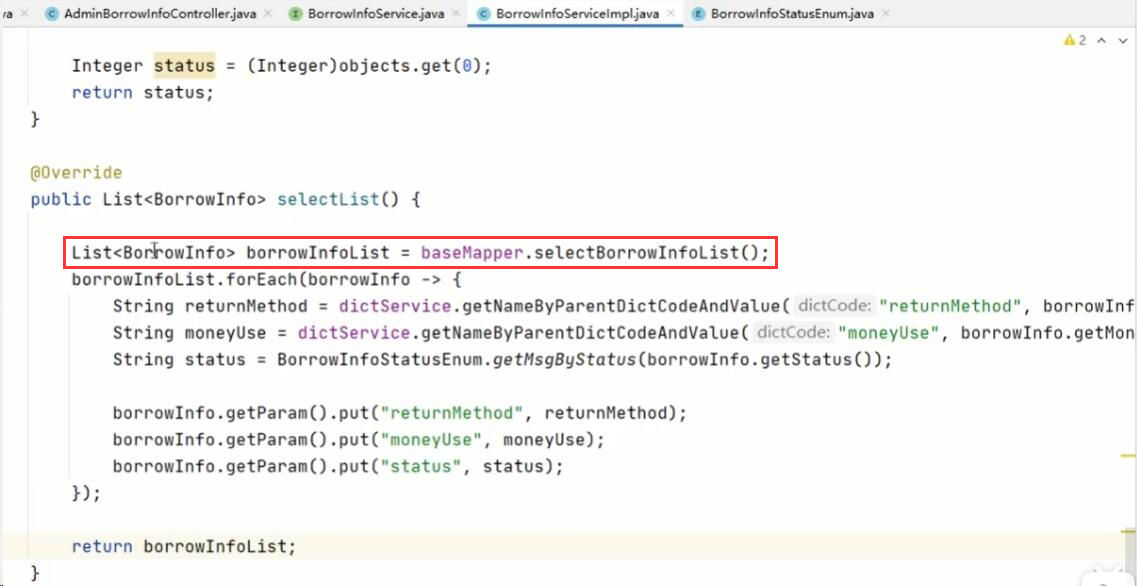 va AdminBorrowInfoController.java BorrowInfoService.java BorrowInfoServiceImpl.java BorrowInfoStatusEnum.java
2
Integer status = (Integer)objects.get(0);
return status;
}
@Override
public List<BorrowInfo> selectList() {
List<BorrowInfo> borrowInfoList = baseMapper.selectBorrowInfoList();
borrowInfoList.forEach(borrowInfo -> {
String returnMethod = dictService.getNameByParentDictCodeAndValue( dictCode: "returnMethod", borrowInf
String moneyUse = dictService.getNameByParentDictCodeAndValue( dictCode: "moneyUse", borrowInfo.getMon
String status = BorrowInfoStatusEnum.getMsgByStatus(borrowInfo.getStatus());
borrowInfo.getParam().put("returnMethod", returnMethod);
borrowInfo.getParam().put("moneyUse", moneyUse);
borrowInfo.getParam().put("status", status);
});
return borrowInfoList;
}